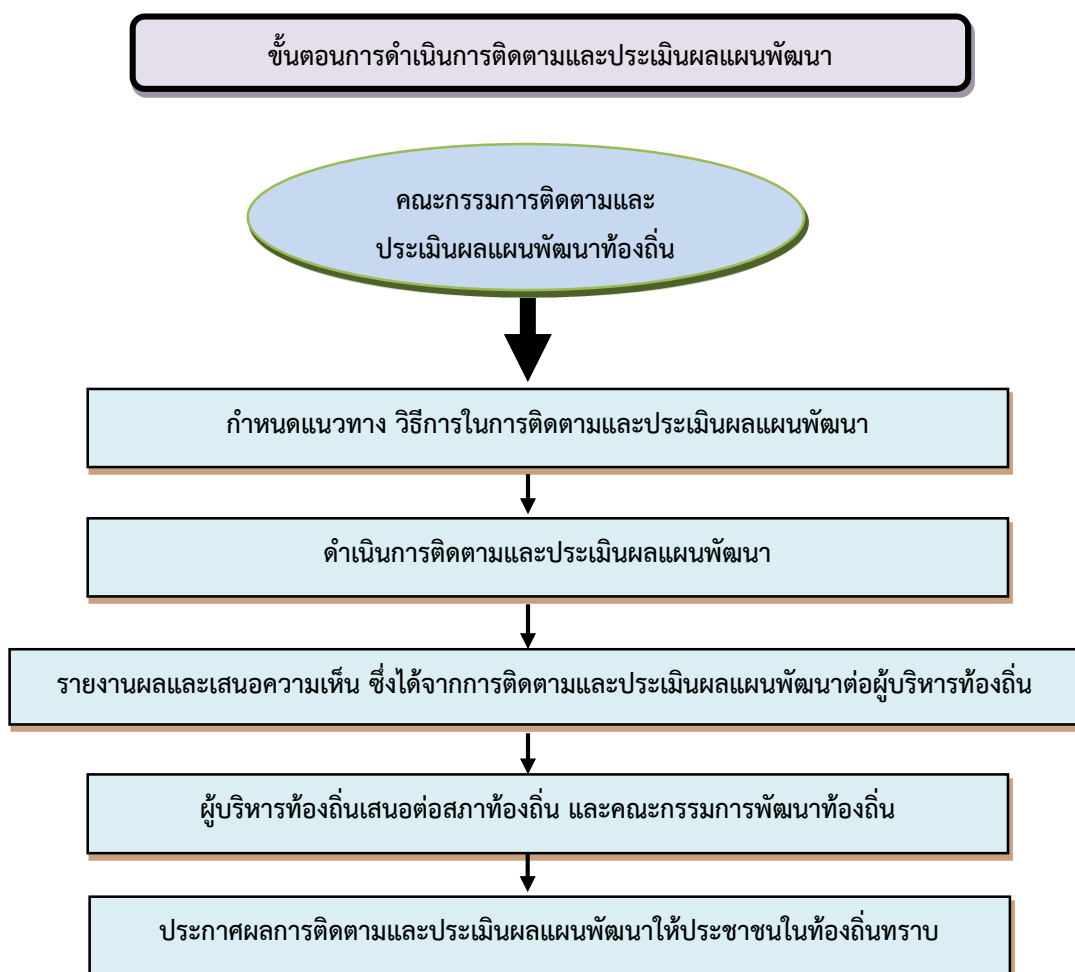 ขั้นตอนการดำเนินการติดตามและประเมินผลแผนพัฒนา
คณะกรรมการติดตามและ
ประเมินผลแผนพัฒนาท้องถิ่น
กำหนดแนวทาง วิธีการในการติดตามและประเมินผลแผนพัฒนา
ดำเนินการติดตามและประเมินผลแผนพัฒนา
รายงานผลและเสนอความเห็น ซึ่งได้จากการติดตามและประเมินผลแผนพัฒนาต่อผู้บริหารท้องถิ่น
ผู้บริหารท้องถิ่นเสนอต่อสภาท้องถิ่น และคณะกรรมการพัฒนาท้องถิ่น
ประกาศผลการติดตามและประเมินผลแผนพัฒนาให้ประชาชนในท้องถิ่นทราบ